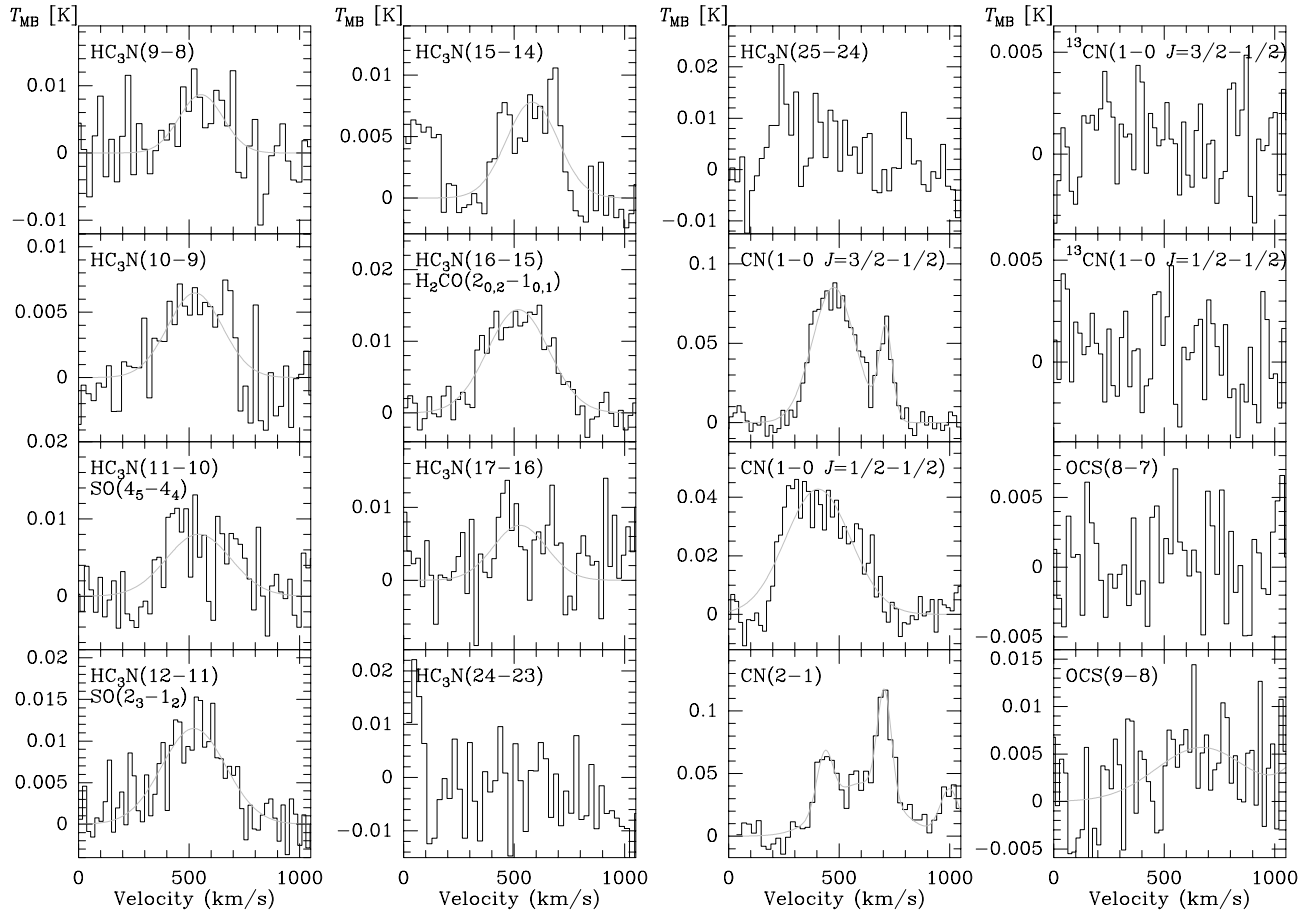 T_MB [K] T_MB [K] T_MB [K] T_MB [K]
HC₃N(9−8)
0.01
0
−0.01
HC₃N(15−14)
0.01
0.005
0
HC₃N(25−24)
0.02
0.01
0
−0.01
¹³CN(1−0 J=3/2−1/2)
0.005
0
HC₃N(10−9)
0.01
0.005
0
HC₃N(16−15)
H₂CO(2₀,₂−1₀,₁)
0.02
0.01
0
CN(1−0 J=3/2−1/2)
0.1
0.05
0
¹³CN(1−0 J=1/2−1/2)
0.005
0
HC₃N(11−10)
SO(4₅−4₄)
0.02
0.01
0
HC₃N(17−16)
0.01
0
CN(1−0 J=1/2−1/2)
0.04
0.02
0
OCS(8−7)
0.005
0
−0.005
HC₃N(12−11)
SO(2₃−1₂)
0.02
0.015
0.01
0.005
0
HC₃N(24−23)
0.02
0.01
0
−0.01
CN(2−1)
0.1
0.05
0
OCS(9−8)
0.015
0.01
0.005
0
−0.005
0 500 1000 0 500 1000 0 500 1000 0 500 1000
Velocity (km/s) Velocity (km/s) Velocity (km/s) Velocity (km/s)